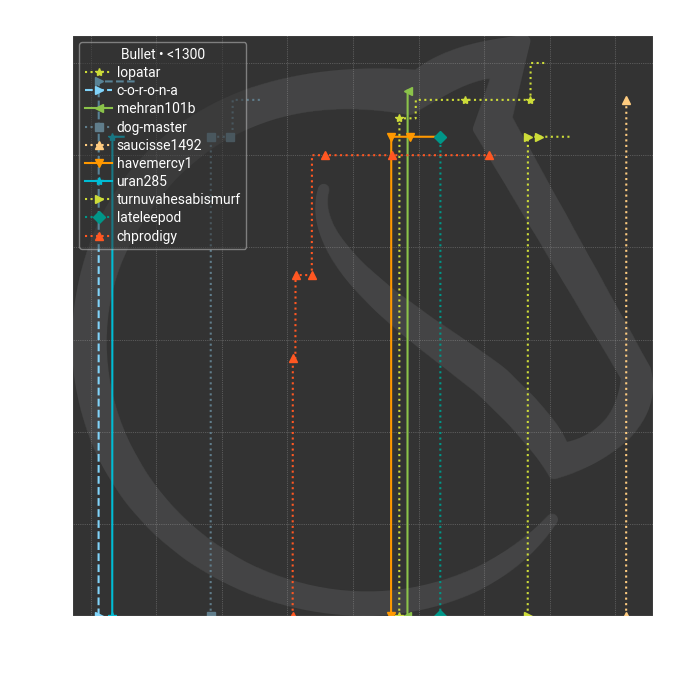 Bullet • <1300
lopatar
c-o-r-o-n-a
mehran101b
dog-master
saucisse1492
havemercy1
uran285
turnuvahesabismurf
lateleepod
chprodigy